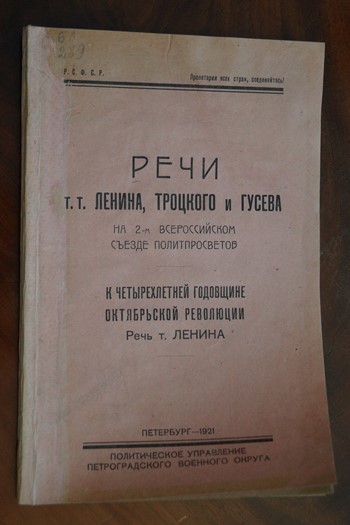 Р. С. Ф. С. Р. Пролетарии всех стран, соединяйтесь!
РЕЧИ
т.т. ЛЕНИНА, ТРОЦКОГО и ГУСЕВА
НА 2-м ВСЕРОССИЙСКОМ
СЪЕЗДЕ ПОЛИТПРОСВЕТОВ
К ЧЕТЫРЕХЛЕТНЕЙ ГОДОВЩИНЕ
ОКТЯБРЬСКОЙ РЕВОЛЮЦИИ
Речь т. ЛЕНИНА
ПЕТЕРБУРГ—1921
ПОЛИТИЧЕСКОЕ УПРАВЛЕНИЕ
ПЕТРОГРАДСКОГО ВОЕННОГО ОКРУГА